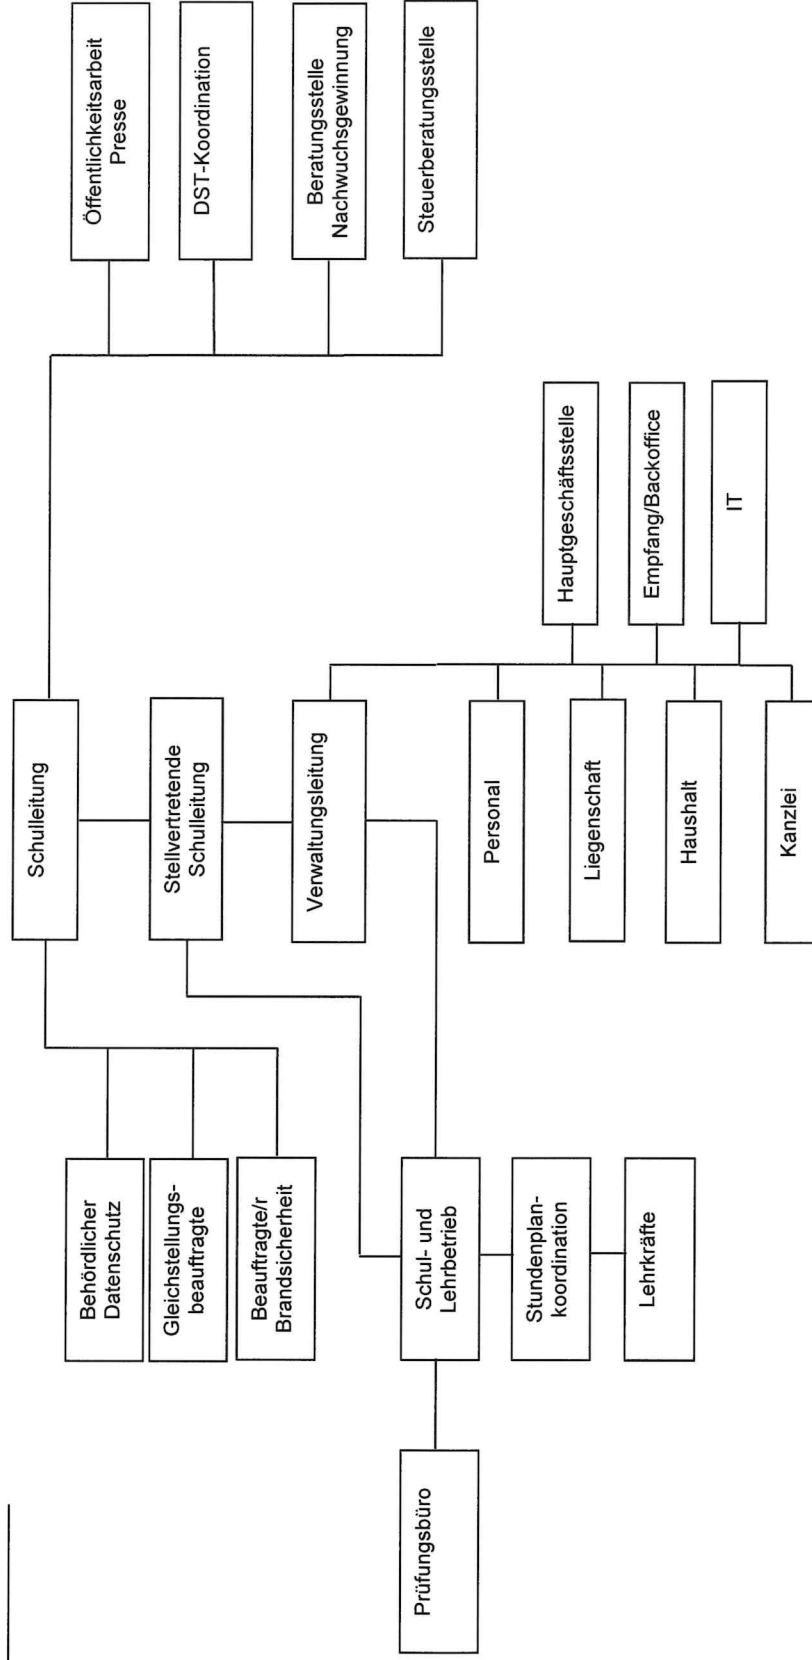 Schulleitung
Öffentlichkeitsarbeit
Presse
Behördlicher
Datenschutz
Stellvertretende
Schulleitung
DST-Koordination
Gleichstellungs-
beauftragte
Beauftragte/r
Brandsicherheit
Verwaltungsleitung
Beratungsstelle
Nachwuchsgewinnung
Prüfungsbüro
Schul- und
Lehrbetrieb
Steuerberatungsstelle
Personal
Stundenplan-
koordination
Hauptgeschäftsstelle
Liegenschaft
Lehrkräfte
Empfang/Backoffice
Haushalt
IT
Kanzlei